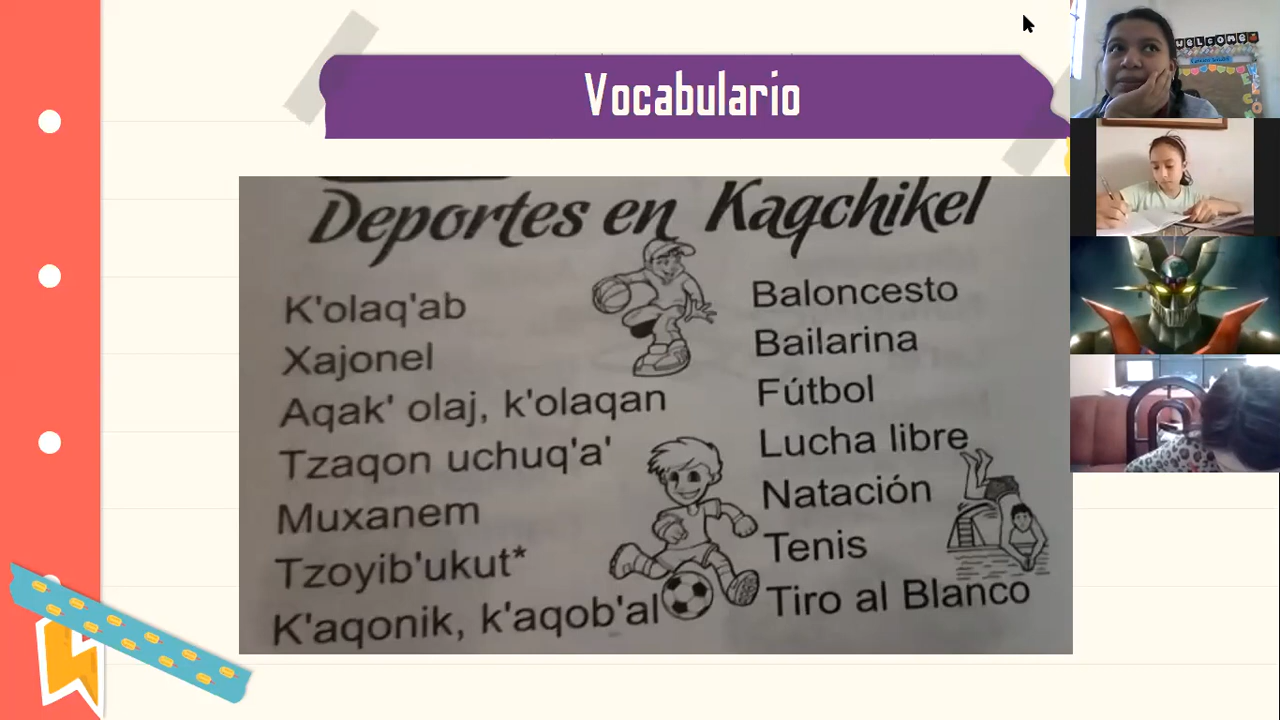 Vocabulario
Deportes en Kaqchikel
K'olaq'ab Baloncesto
Xajonel Bailarina
Aqak' olaj, k'olaqan Fútbol
Tzaqon uchuq'a' Lucha libre
Muxanem Natación
Tzoyib'ukut* Tenis
K'aqonik, k'aqob'al Tiro al Blanco
WELCOME